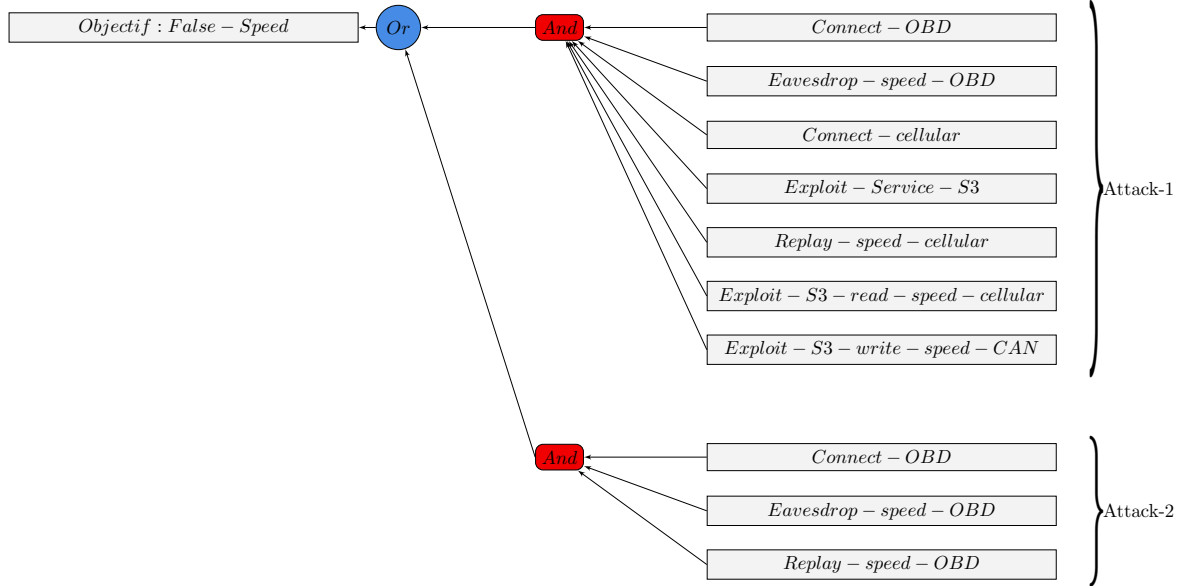 Objectif : False − Speed
Or
And
Connect − OBD
Eavesdrop − speed − OBD
Connect − cellular
Exploit − Service − S3
Replay − speed − cellular
Exploit − S3 − read − speed − cellular
Exploit − S3 − write − speed − CAN
Attack-1
And
Connect − OBD
Eavesdrop − speed − OBD
Replay − speed − OBD
Attack-2